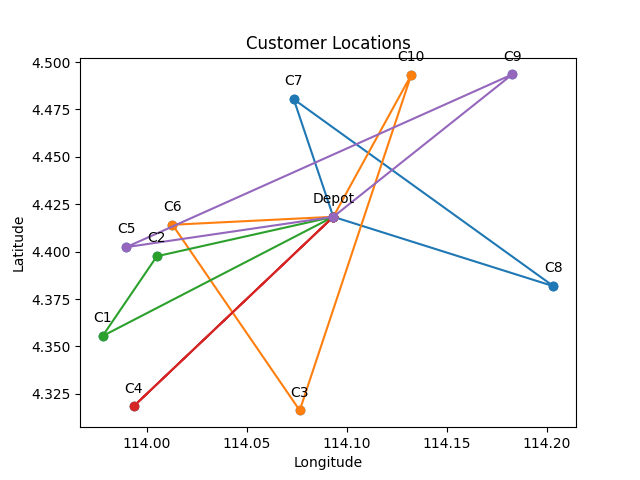 Customer Locations
4.500
4.475
4.450
4.425
4.400
4.375
4.350
4.325
Latitude
C10
C9
C7
Depot
C6
C5
C2
C8
C1
C4
C3
114.00
114.05
114.10
114.15
114.20
Longitude